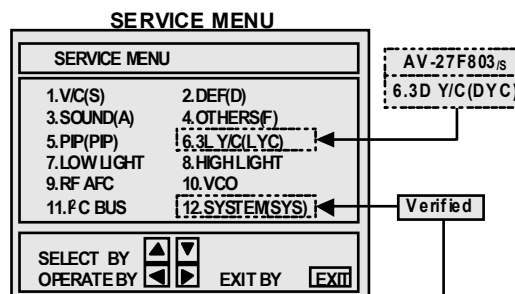 SERVICE MENU
SERVICE MENU
AV-27F803/S
6.3D Y/C(DYC)
1.V/C(S) 2.DEF(D)
3.SOUND(A) 4.OTHERS(F)
5.PIP(PIP) 6.3L Y/C(LYC)
7.LOW LIGHT 8.HIGH LIGHT
9.RF AFC 10.VCO
11.I²C BUS 12.SYSTEM(SYS)
Verified
SELECT BY
OPERATE BY EXIT BY EXIT